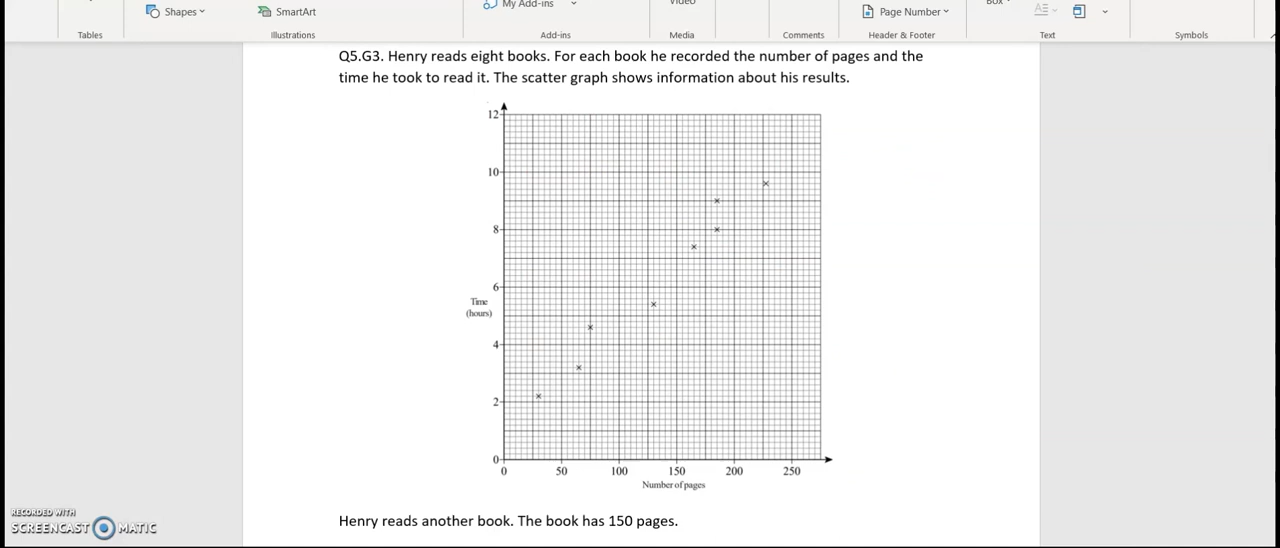 Shapes
SmartArt
My Add-ins
Video
Page Number
Box
Tables
Illustrations
Add-ins
Media
Comments
Header & Footer
Text
Symbols
Q5.G3. Henry reads eight books. For each book he recorded the number of pages and the
time he took to read it. The scatter graph shows information about his results.
12
10
8
6
Time
(hours)
4
2
0
0 50 100 150 200 250
Number of pages
Henry reads another book. The book has 150 pages.
RECORDED WITH
SCREENCAST MATIC